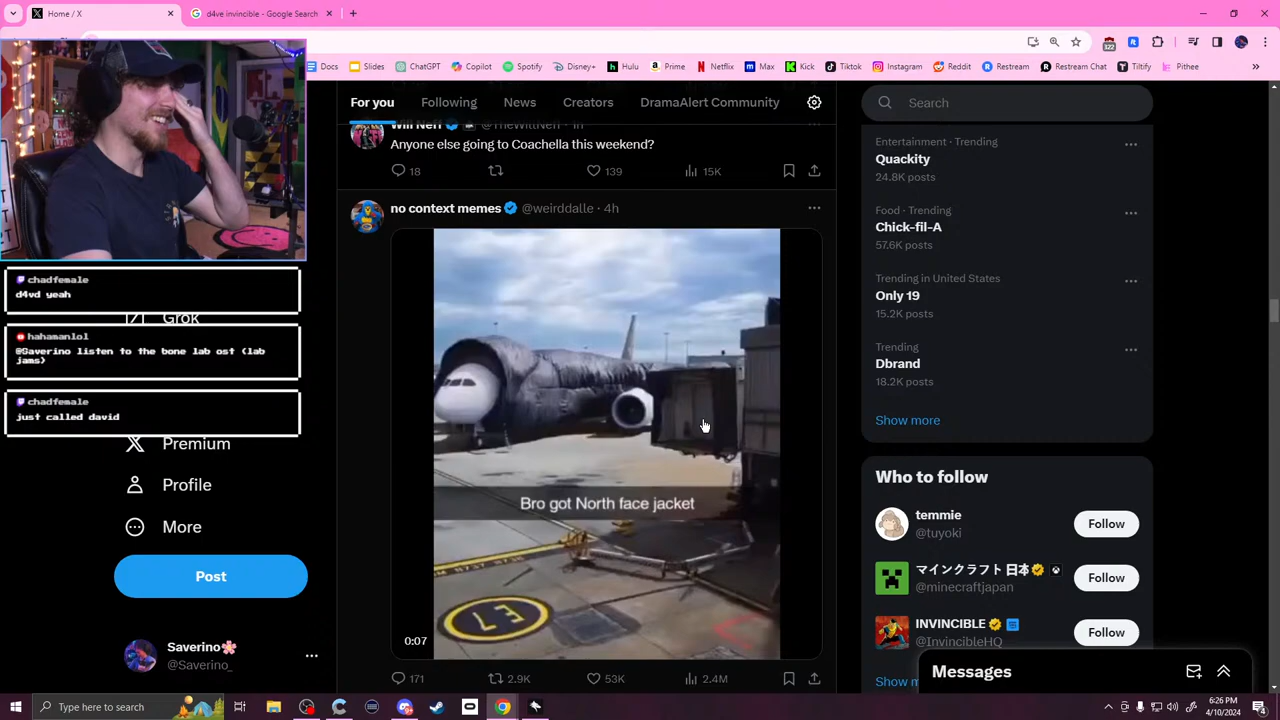 Home / X
d4ve invincible - Google Search
122
Docs
Slides
ChatGPT
Copilot
Spotify
Disney+
Hulu
Prime
Netflix
Max
Kick
Tiktok
Instagram
Reddit
Restream
Restream Chat
Tiltify
Pithee
For you
Following
News
Creators
DramaAlert Community
Will Neff @TheWillNeff · 1h
Anyone else going to Coachella this weekend?
18
139
15K
no context memes @weirddalle · 4h
Bro got North face jacket
0:07
171
2.9K
53K
2.4M
chadfemale
d4vd yeah
hahamanlol
@Saverino listen to the bone lab ost (lab
jams)
chadfemale
just called david
Grok
Premium
Profile
More
Post
Saverino
@Saverino_
Search
Entertainment · Trending
Quackity
24.8K posts
Food · Trending
Chick-fil-A
57.6K posts
Trending in United States
Only 19
15.2K posts
Trending
Dbrand
18.2K posts
Show more
Who to follow
temmie
@tuyoki
Follow
マインクラフト 日本
@minecraftjapan
Follow
INVINCIBLE
@InvincibleHQ
Follow
Messages
Type here to search
6:26 PM
4/10/2024